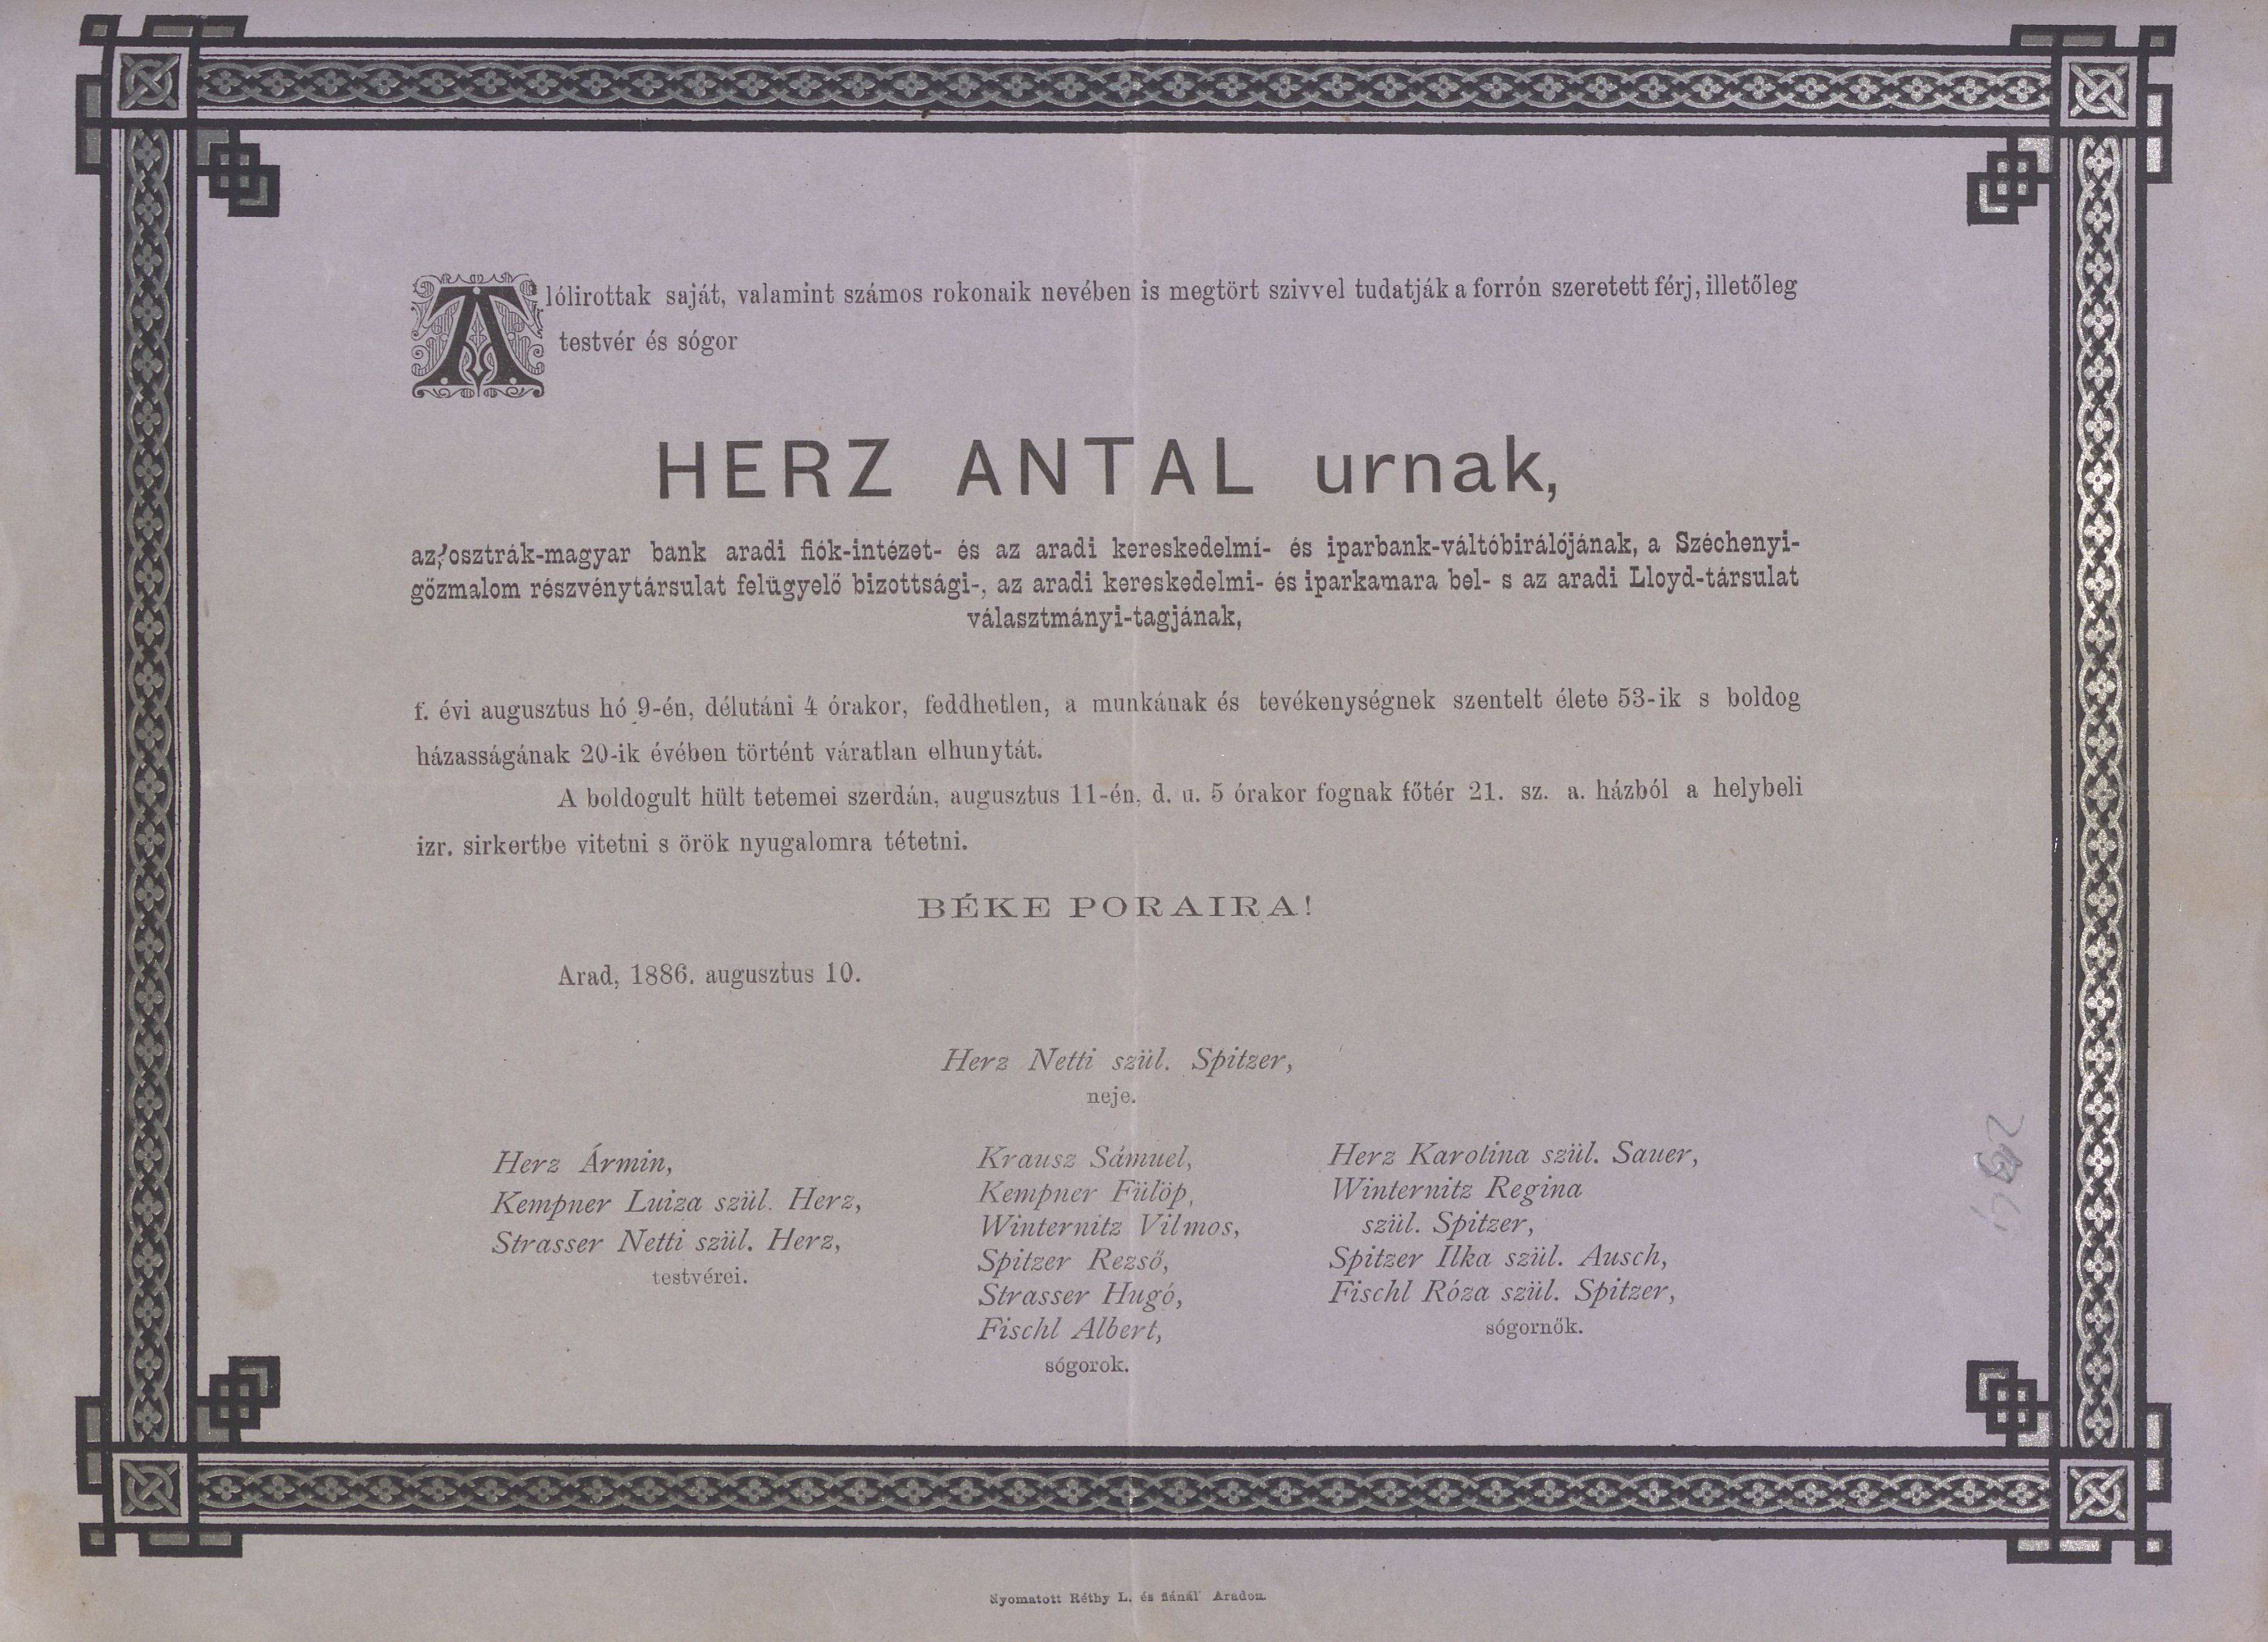 Alólirottak saját, valamint számos rokonaik nevében is megtört szivvel tudatják a forrón szeretett férj, illetőleg
testvér és sógor
HERZ ANTAL urnak,
az osztrák-magyar bank aradi fiók-intézet- és az aradi kereskedelmi- és iparbank-váltóbirálójának, a Széchenyi-
gőzmalom részvénytársulat felügyelő bizottsági-, az aradi kereskedelmi- és iparkamara bel- s az aradi Lloyd-társulat
választmányi-tagjának,
f. évi augusztus hó 9-én, délutáni 4 órakor, feddhetlen, a munkának és tevékenységnek szentelt élete 53-ik s boldog
házasságának 20-ik évében történt váratlan elhunytát.
A boldogult hült tetemei szerdán, augusztus 11-én, d. u. 5 órakor fognak főtér 21. sz. a. házból a helybeli
izr. sirkertbe vitetni s örök nyugalomra tétetni.
BÉKE PORAIRA!
Arad, 1886. augusztus 10.
Herz Netti szül. Spitzer,
neje.
Herz Ármin,
Kempner Luiza szül. Herz,
Strasser Netti szül. Herz,
testvérei.
Krausz Sámuel,
Kempner Fülöp,
Winternitz Vilmos,
Spitzer Rezső,
Strasser Hugó,
Fischl Albert,
sógorok.
Herz Karolina szül. Sauer,
Winternitz Regina
szül. Spitzer,
Spitzer Ilka szül. Ausch,
Fischl Róza szül. Spitzer,
sógornők.
Nyomatott Réthy L. és fiánál Aradon.